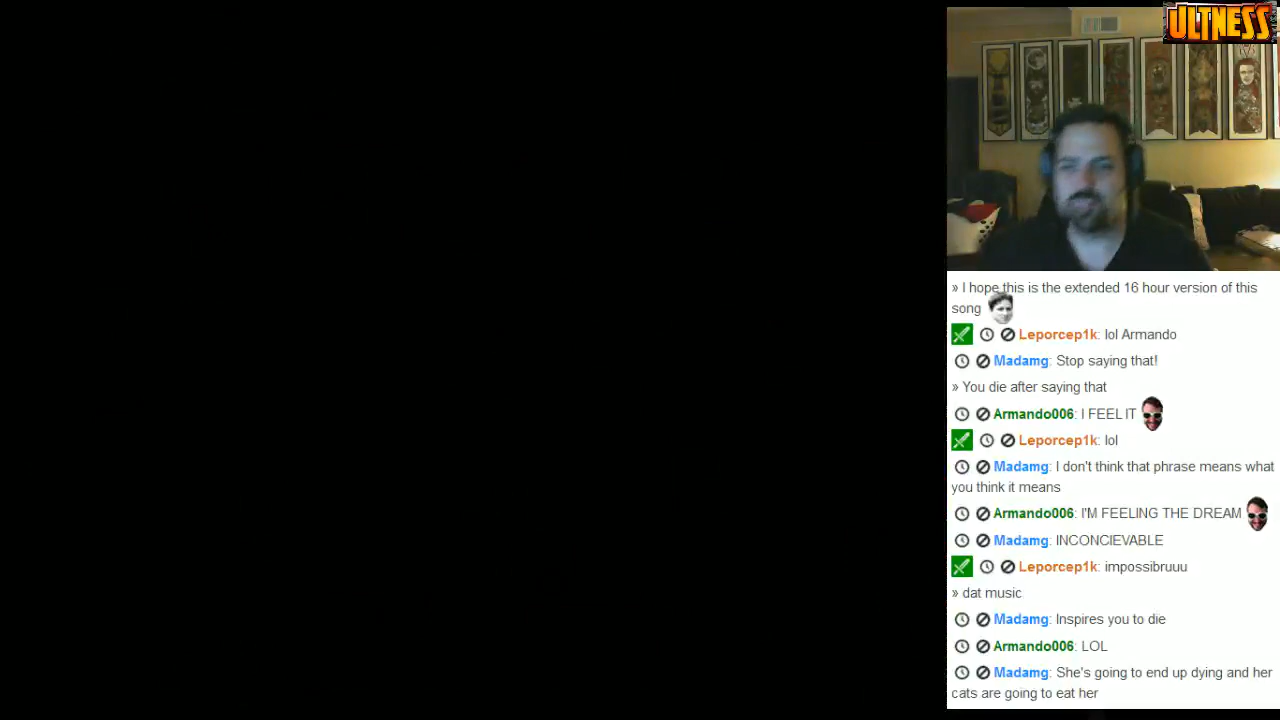 ULTNESS
» I hope this is the extended 16 hour version of this
song
Leporcep1k: lol Armando
Madamg: Stop saying that!
» You die after saying that
Armando006: I FEEL IT
Leporcep1k: lol
Madamg: I don't think that phrase means what
you think it means
Armando006: I'M FEELING THE DREAM
Madamg: INCONCIEVABLE
Leporcep1k: impossibruuu
» dat music
Madamg: Inspires you to die
Armando006: LOL
Madamg: She's going to end up dying and her
cats are going to eat her